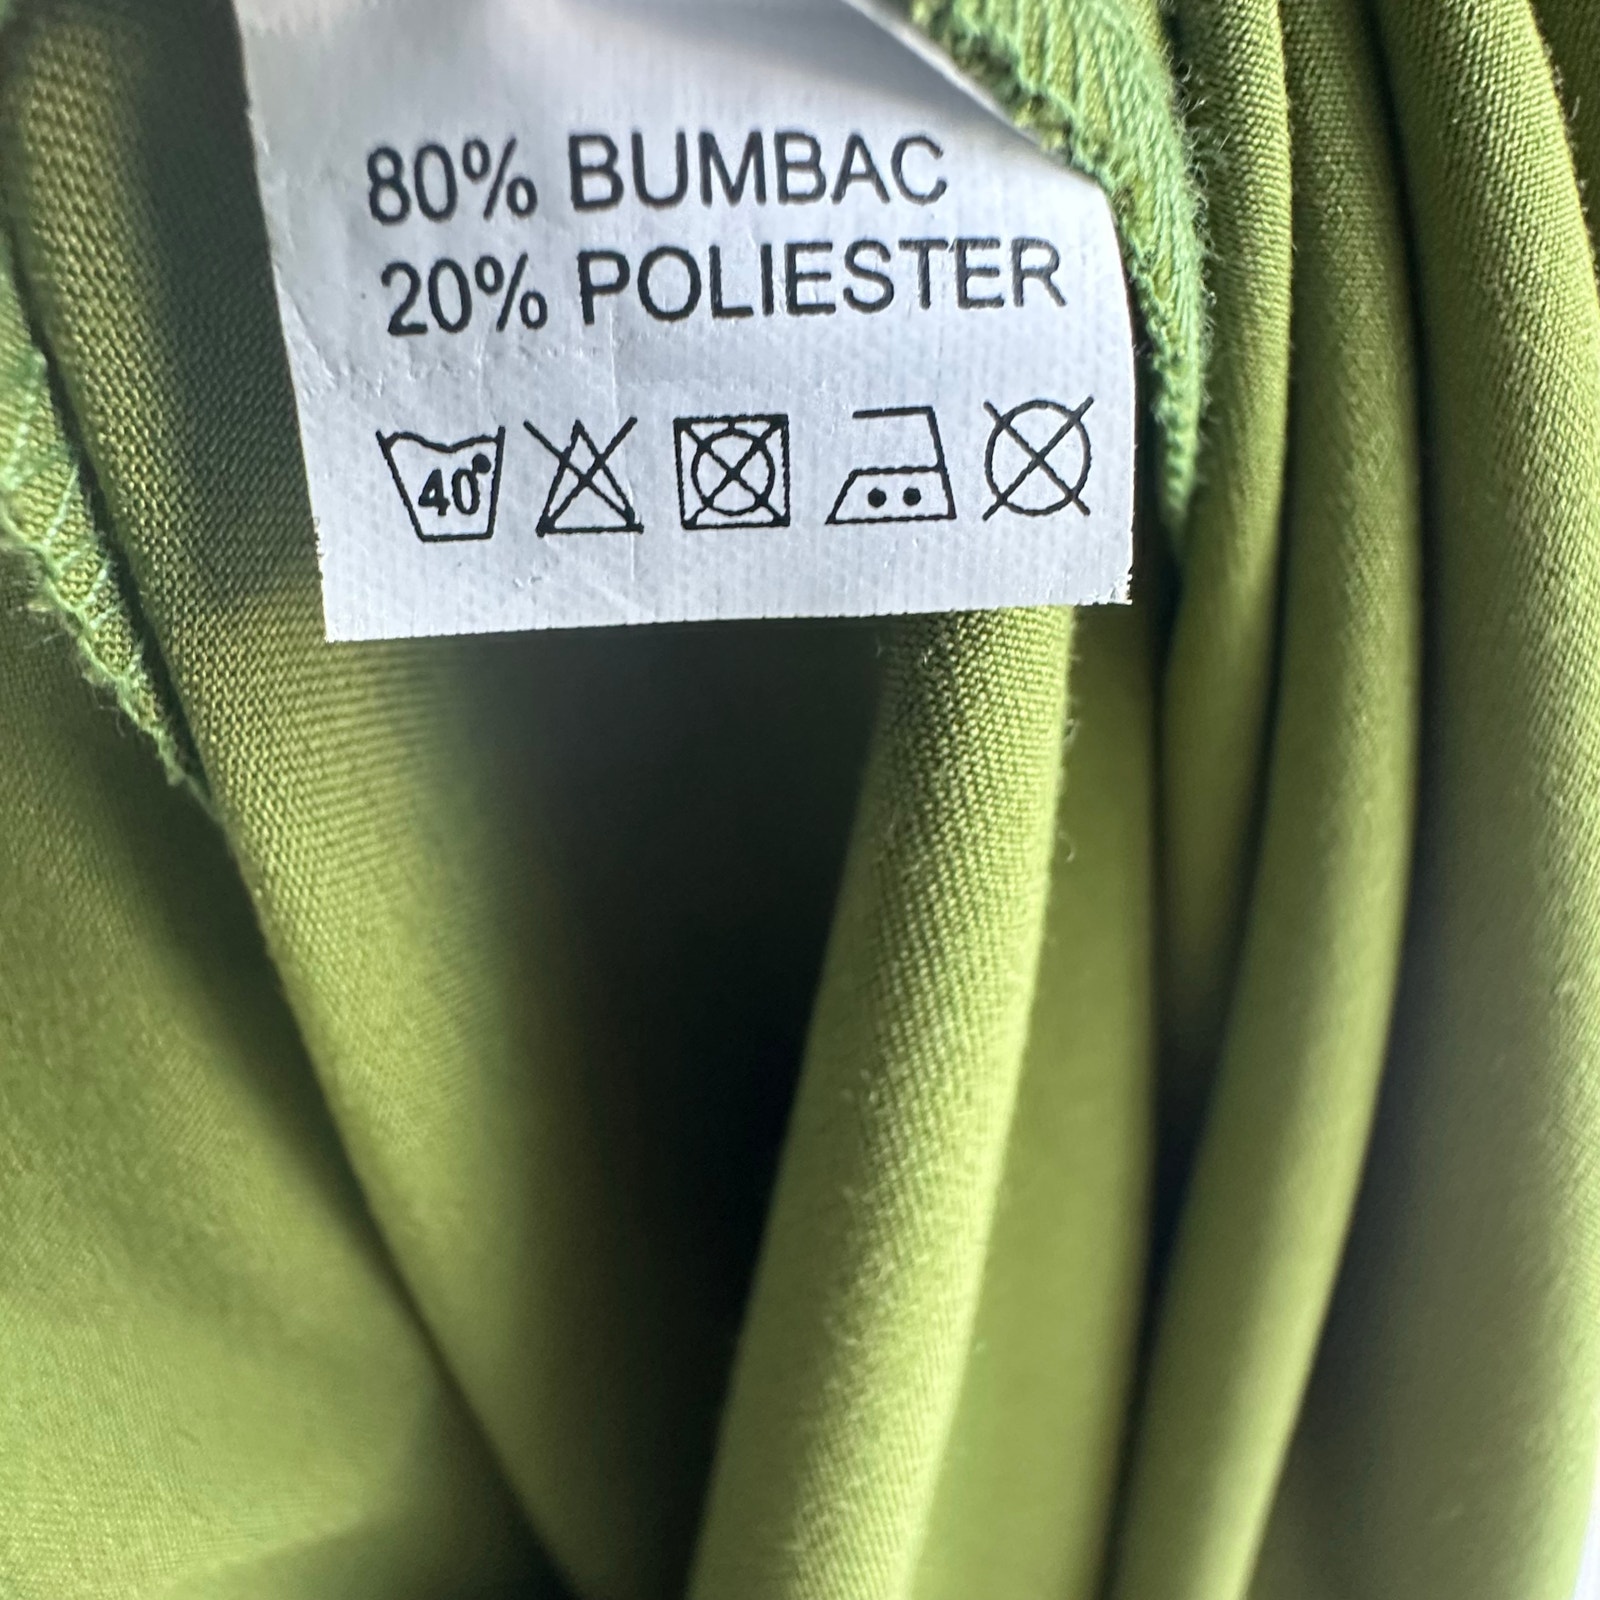 80% BUMBAC
20% POLIESTER
40°